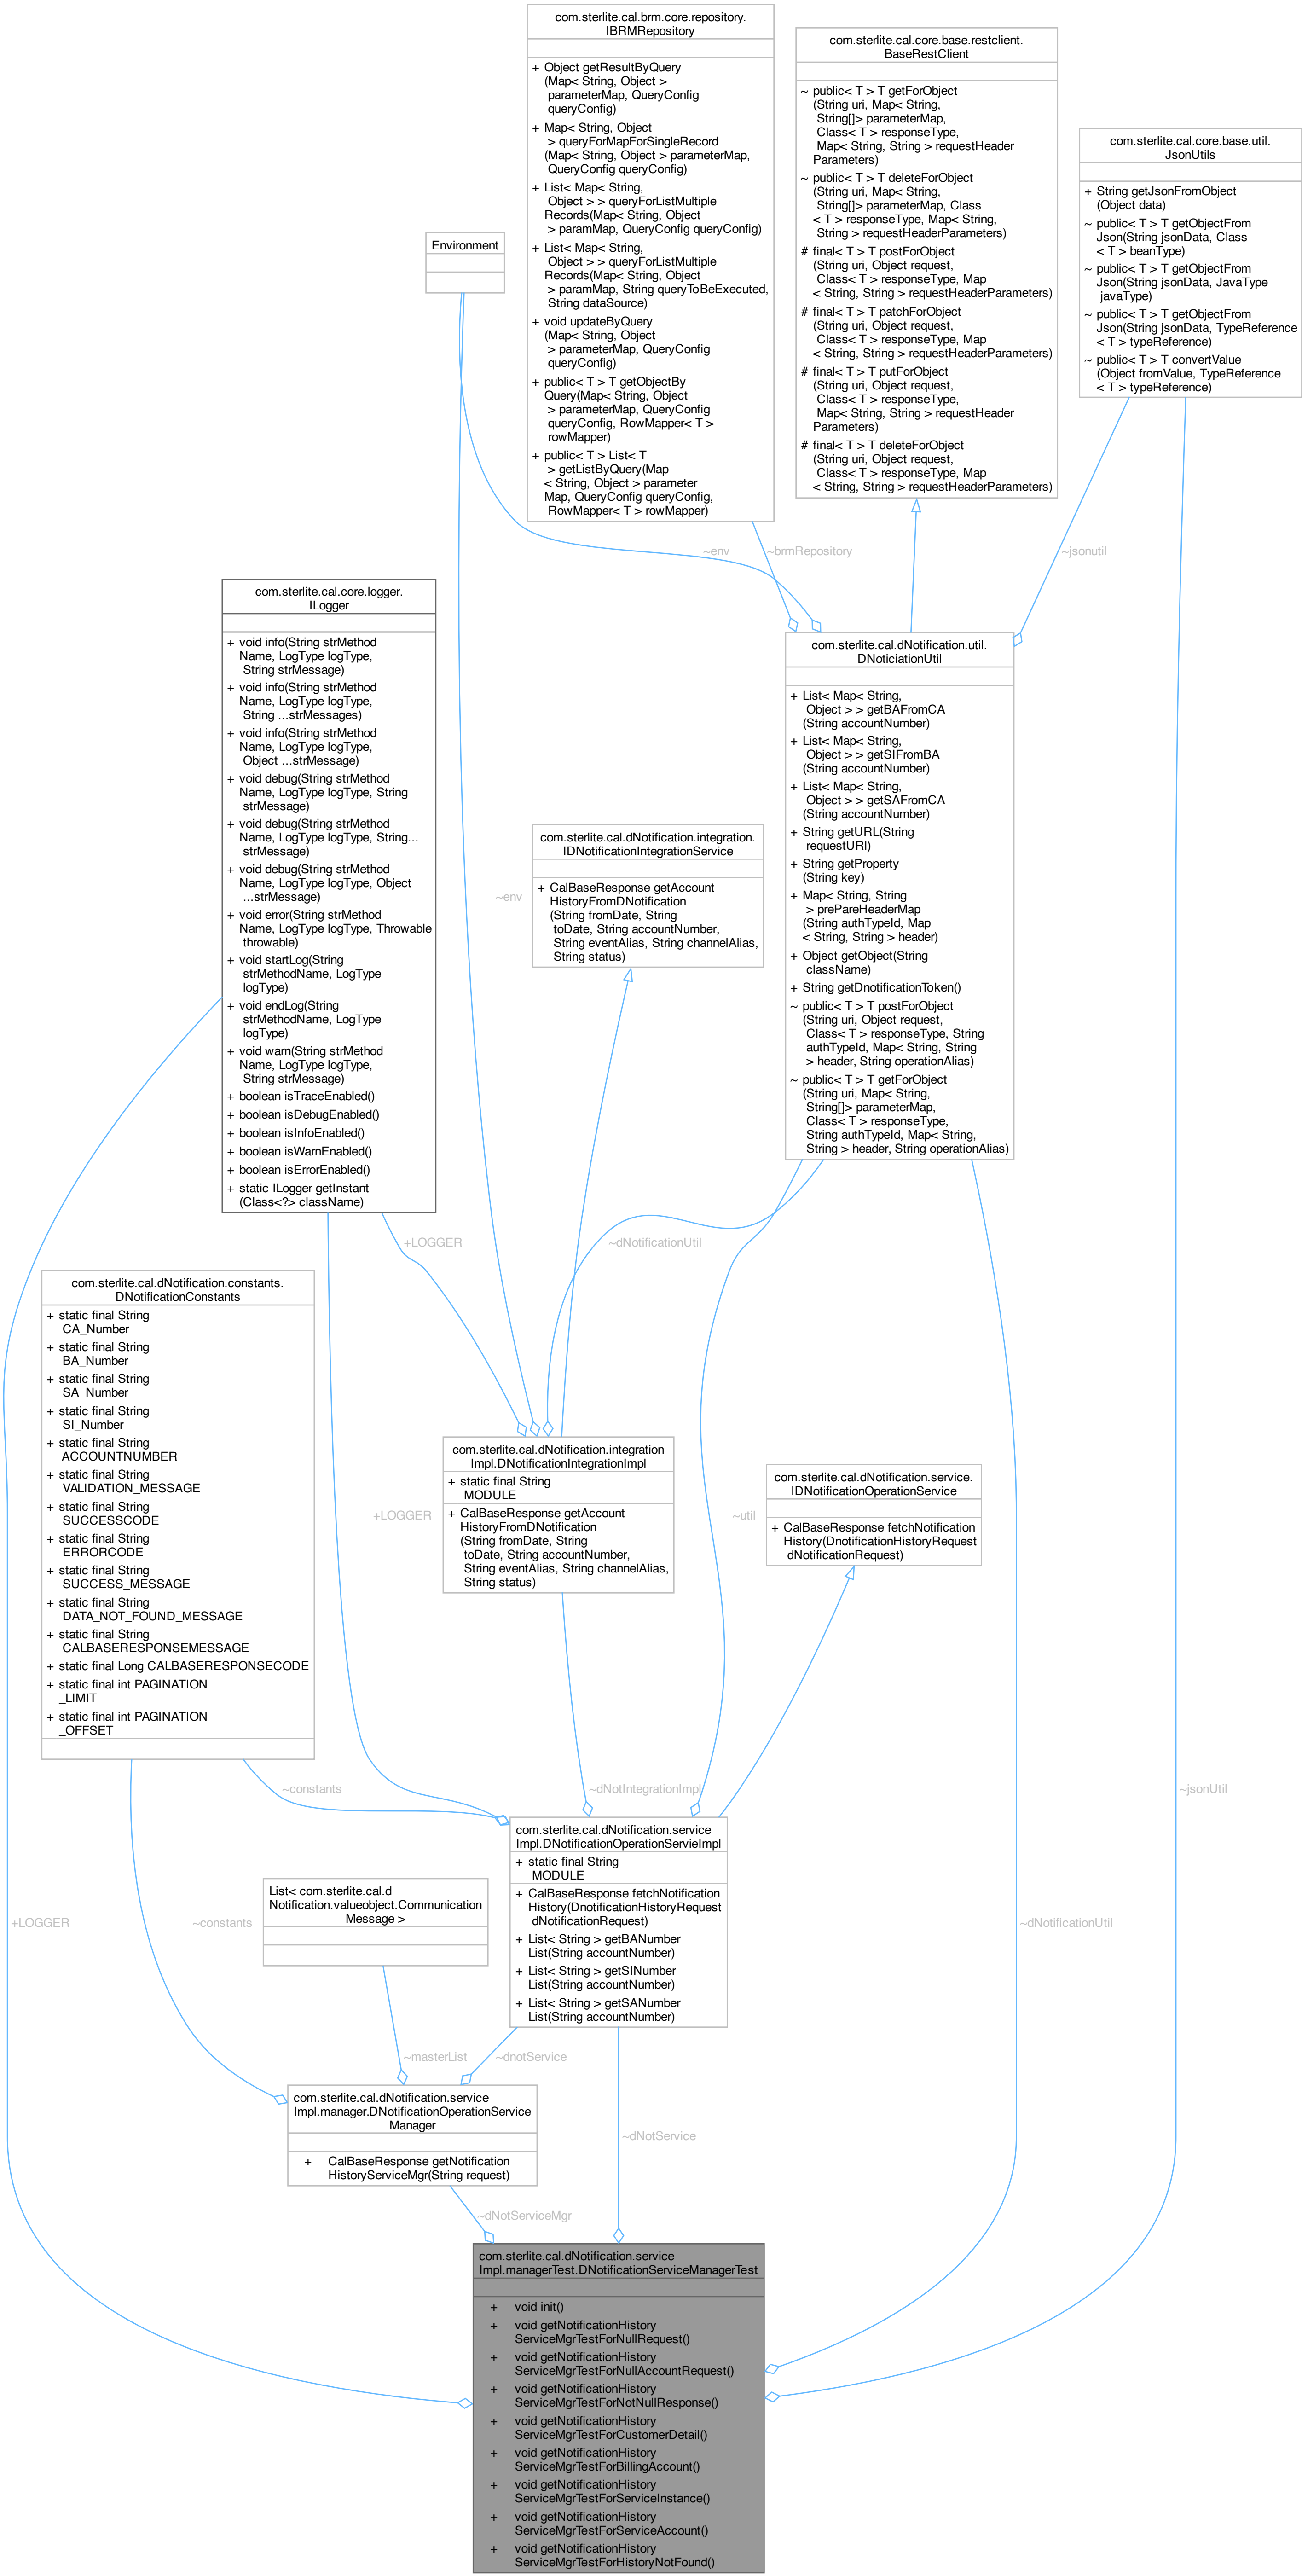 com.sterlite.cal.brm.core.repository.
IBRMRepository
+ Object getResultByQuery
(Map< String, Object >
parameterMap, QueryConfig
queryConfig)
+ Map< String, Object
> queryForMapForSingleRecord
(Map< String, Object > parameterMap,
QueryConfig queryConfig)
+ List< Map< String,
Object > > queryForListMultiple
Records(Map< String, Object
> paramMap, QueryConfig queryConfig)
+ List< Map< String,
Object > > queryForListMultiple
Records(Map< String, Object
> paramMap, String queryToBeExecuted,
String dataSource)
+ void updateByQuery
(Map< String, Object
> parameterMap, QueryConfig
queryConfig)
+ public< T > T getObjectBy
Query(Map< String, Object
> parameterMap, QueryConfig
queryConfig, RowMapper< T >
rowMapper)
+ public< T > List< T
> getListByQuery(Map
< String, Object > parameter
Map, QueryConfig queryConfig,
RowMapper< T > rowMapper)
com.sterlite.cal.core.base.restclient.
BaseRestClient
~ public< T > T getForObject
(String uri, Map< String,
String[]> parameterMap,
Class< T > responseType,
Map< String, String > requestHeader
Parameters)
~ public< T > T deleteForObject
(String uri, Map< String,
String[]> parameterMap, Class
< T > responseType, Map< String,
String > requestHeaderParameters)
# final< T > T postForObject
(String uri, Object request,
Class< T > responseType, Map
< String, String > requestHeaderParameters)
# final< T > T patchForObject
(String uri, Object request,
Class< T > responseType, Map
< String, String > requestHeaderParameters)
# final< T > T putForObject
(String uri, Object request,
Class< T > responseType,
Map< String, String > requestHeader
Parameters)
# final< T > T deleteForObject
(String uri, Object request,
Class< T > responseType, Map
< String, String > requestHeaderParameters)
com.sterlite.cal.core.base.util.
JsonUtils
+ String getJsonFromObject
(Object data)
~ public< T > T getObjectFrom
Json(String jsonData, Class
< T > beanType)
~ public< T > T getObjectFrom
Json(String jsonData, JavaType
javaType)
~ public< T > T getObjectFrom
Json(String jsonData, TypeReference
< T > typeReference)
~ public< T > T convertValue
(Object fromValue, TypeReference
< T > typeReference)
Environment
~env
~brmRepository
~jsonutil
com.sterlite.cal.core.logger.
ILogger
+ void info(String strMethod
Name, LogType logType,
String strMessage)
+ void info(String strMethod
Name, LogType logType,
String ...strMessages)
+ void info(String strMethod
Name, LogType logType,
Object ...strMessage)
+ void debug(String strMethod
Name, LogType logType, String
strMessage)
+ void debug(String strMethod
Name, LogType logType, String...
strMessage)
+ void debug(String strMethod
Name, LogType logType, Object
...strMessage)
+ void error(String strMethod
Name, LogType logType, Throwable
throwable)
+ void startLog(String
strMethodName, LogType
logType)
+ void endLog(String
strMethodName, LogType
logType)
+ void warn(String strMethod
Name, LogType logType,
String strMessage)
+ boolean isTraceEnabled()
+ boolean isDebugEnabled()
+ boolean isInfoEnabled()
+ boolean isWarnEnabled()
+ boolean isErrorEnabled()
+ static ILogger getInstant
(Class<?> className)
com.sterlite.cal.dNotification.util.
DNoticiationUtil
+ List< Map< String,
Object > > getBAFromCA
(String accountNumber)
+ List< Map< String,
Object > > getSIFromBA
(String accountNumber)
+ List< Map< String,
Object > > getSAFromCA
(String accountNumber)
+ String getURL(String
requestURI)
+ String getProperty
(String key)
+ Map< String, String
> prePareHeaderMap
(String authTypeId, Map
< String, String > header)
+ Object getObject(String
className)
+ String getDnotificationToken()
~ public< T > T postForObject
(String uri, Object request,
Class< T > responseType, String
authTypeId, Map< String, String
> header, String operationAlias)
~ public< T > T getForObject
(String uri, Map< String,
String[]> parameterMap,
Class< T > responseType,
String authTypeId, Map< String,
String > header, String operationAlias)
com.sterlite.cal.dNotification.integration.
IDNotificationIntegrationService
+ CalBaseResponse getAccount
HistoryFromDNotification
(String fromDate, String
toDate, String accountNumber,
String eventAlias, String channelAlias,
String status)
~env
+LOGGER
~dNotificationUtil
com.sterlite.cal.dNotification.constants.
DNotificationConstants
+ static final String
CA_Number
+ static final String
BA_Number
+ static final String
SA_Number
+ static final String
SI_Number
+ static final String
ACCOUNTNUMBER
+ static final String
VALIDATION_MESSAGE
+ static final String
SUCCESSCODE
+ static final String
ERRORCODE
+ static final String
SUCCESS_MESSAGE
+ static final String
DATA_NOT_FOUND_MESSAGE
+ static final String
CALBASERESPONSEMESSAGE
+ static final Long CALBASERESPONSECODE
+ static final int PAGINATION
_LIMIT
+ static final int PAGINATION
_OFFSET
com.sterlite.cal.dNotification.integration
Impl.DNotificationIntegrationImpl
+ static final String
MODULE
+ CalBaseResponse getAccount
HistoryFromDNotification
(String fromDate, String
toDate, String accountNumber,
String eventAlias, String channelAlias,
String status)
com.sterlite.cal.dNotification.service.
IDNotificationOperationService
+ CalBaseResponse fetchNotification
History(DnotificationHistoryRequest
dNotificationRequest)
+LOGGER
~util
~constants
~dNotIntegrationImpl
~jsonUtil
com.sterlite.cal.dNotification.service
Impl.DNotificationOperationServieImpl
+ static final String
MODULE
+ CalBaseResponse fetchNotification
History(DnotificationHistoryRequest
dNotificationRequest)
+ List< String > getBANumber
List(String accountNumber)
+ List< String > getSINumber
List(String accountNumber)
+ List< String > getSANumber
List(String accountNumber)
List< com.sterlite.cal.d
Notification.valueobject.Communication
Message >
+LOGGER
~constants
~dNotificationUtil
~masterList
~dnotService
com.sterlite.cal.dNotification.service
Impl.manager.DNotificationOperationService
Manager
+ CalBaseResponse getNotification
HistoryServiceMgr(String request)
~dNotService
~dNotServiceMgr
com.sterlite.cal.dNotification.service
Impl.managerTest.DNotificationServiceManagerTest
+ void init()
+ void getNotificationHistory
ServiceMgrTestForNullRequest()
+ void getNotificationHistory
ServiceMgrTestForNullAccountRequest()
+ void getNotificationHistory
ServiceMgrTestForNotNullResponse()
+ void getNotificationHistory
ServiceMgrTestForCustomerDetail()
+ void getNotificationHistory
ServiceMgrTestForBillingAccount()
+ void getNotificationHistory
ServiceMgrTestForServiceInstance()
+ void getNotificationHistory
ServiceMgrTestForServiceAccount()
+ void getNotificationHistory
ServiceMgrTestForHistoryNotFound()